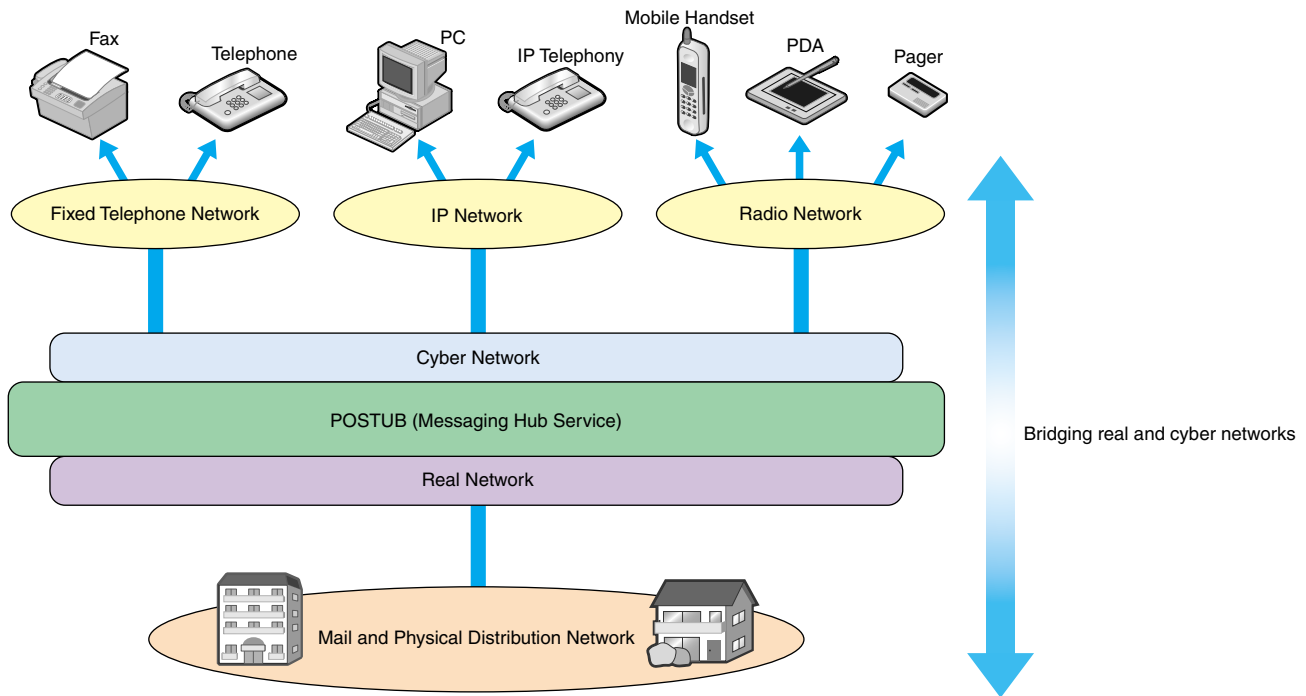 Mobile Handset
Fax
Telephone
PC
IP Telephony
PDA
Pager
Fixed Telephone Network
IP Network
Radio Network
Cyber Network
POSTUB (Messaging Hub Service)
Real Network
Bridging real and cyber networks
Mail and Physical Distribution Network